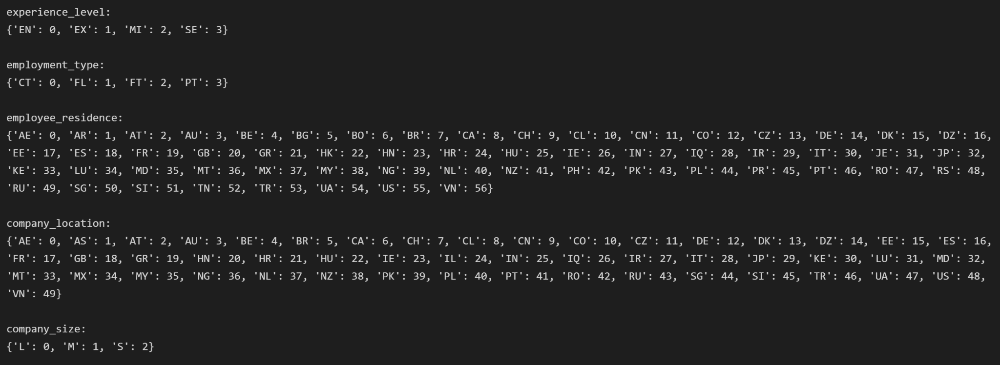 experience_level:
{'EN': 0, 'EX': 1, 'MI': 2, 'SE': 3}
employment_type:
{'CT': 0, 'FL': 1, 'FT': 2, 'PT': 3}
employee_residence:
{'AE': 0, 'AR': 1, 'AT': 2, 'AU': 3, 'BE': 4, 'BG': 5, 'BO': 6, 'BR': 7, 'CA': 8, 'CH': 9, 'CL': 10, 'CN': 11, 'CO': 12, 'CZ': 13, 'DE': 14, 'DK': 15, 'DZ': 16,
'EE': 17, 'ES': 18, 'FR': 19, 'GB': 20, 'GR': 21, 'HK': 22, 'HN': 23, 'HR': 24, 'HU': 25, 'IE': 26, 'IN': 27, 'IQ': 28, 'IR': 29, 'IT': 30, 'JE': 31, 'JP': 32,
'KE': 33, 'LU': 34, 'MD': 35, 'MT': 36, 'MX': 37, 'MY': 38, 'NG': 39, 'NL': 40, 'NZ': 41, 'PH': 42, 'PK': 43, 'PL': 44, 'PR': 45, 'PT': 46, 'RO': 47, 'RS': 48,
'RU': 49, 'SG': 50, 'SI': 51, 'TN': 52, 'TR': 53, 'UA': 54, 'US': 55, 'VN': 56}
company_location:
{'AE': 0, 'AS': 1, 'AT': 2, 'AU': 3, 'BE': 4, 'BR': 5, 'CA': 6, 'CH': 7, 'CL': 8, 'CN': 9, 'CO': 10, 'CZ': 11, 'DE': 12, 'DK': 13, 'DZ': 14, 'EE': 15, 'ES': 16,
'FR': 17, 'GB': 18, 'GR': 19, 'HN': 20, 'HR': 21, 'HU': 22, 'IE': 23, 'IL': 24, 'IN': 25, 'IQ': 26, 'IR': 27, 'IT': 28, 'JP': 29, 'KE': 30, 'LU': 31, 'MD': 32,
'MT': 33, 'MX': 34, 'MY': 35, 'NG': 36, 'NL': 37, 'NZ': 38, 'PK': 39, 'PL': 40, 'PT': 41, 'RO': 42, 'RU': 43, 'SG': 44, 'SI': 45, 'TR': 46, 'UA': 47, 'US': 48,
'VN': 49}
company_size:
{'L': 0, 'M': 1, 'S': 2}